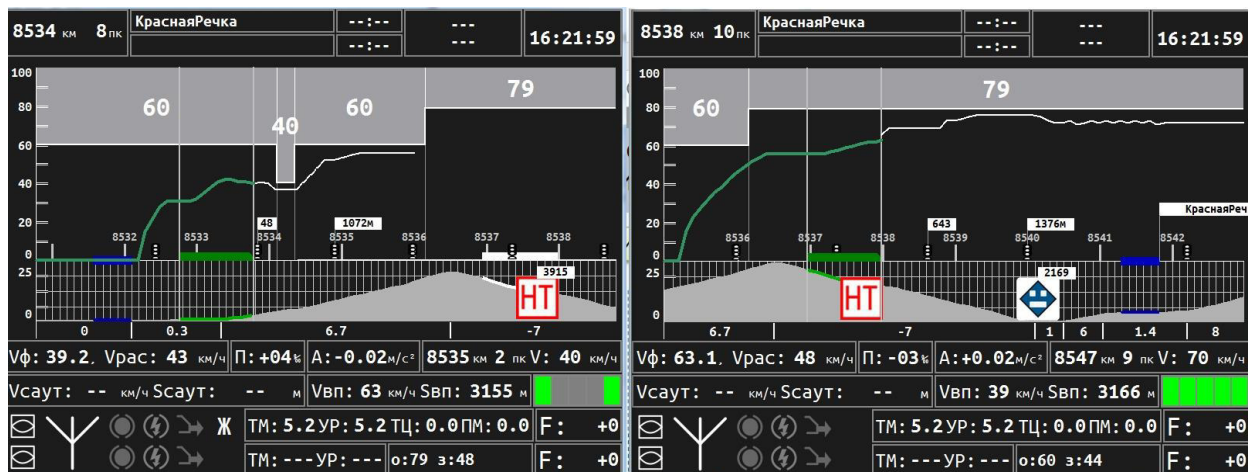 8534 км 8 пк КраснаяРечка --:-- --- 16:21:59
--:-- ---
100
80
60
40
20
0
60 40 60 79
48 1072м
8532 8533 8534 8535 8536 8537 8538
25
0
3915
НТ
0 0.3 6.7 -7
Vф: 39.2, Vрас: 43 км/ч П: +04‰ А:-0.02м/с² 8535 км 2 пк V: 40 км/ч
Vсаут: -- км/ч Sсаут: -- м Vвп: 63 км/ч Sвп: 3155 м
Ж ТМ: 5.2 УР: 5.2 ТЦ: 0.0 ПМ: 0.0 F: +0
ТМ: --- УР: --- о:79 з:48 F: +0
8538 км 10 пк КраснаяРечка --:-- --- 16:21:59
--:-- ---
100
80
60
40
20
0
60 79
643 1376м КраснаяРеч
8536 8537 8538 8539 8540 8541 8542
25
0
2169
НТ
6.7 -7 1 6 1.4 8
Vф: 63.1, Vрас: 48 км/ч П: -03‰ А:+0.02м/с² 8547 км 9 пк V: 70 км/ч
Vсаут: -- км/ч Sсаут: -- м Vвп: 39 км/ч Sвп: 3166 м
ТМ: 5.2 УР: 5.2 ТЦ: 0.0 ПМ: 0.0 F: +0
ТМ: --- УР: --- о:60 з:44 F: +0